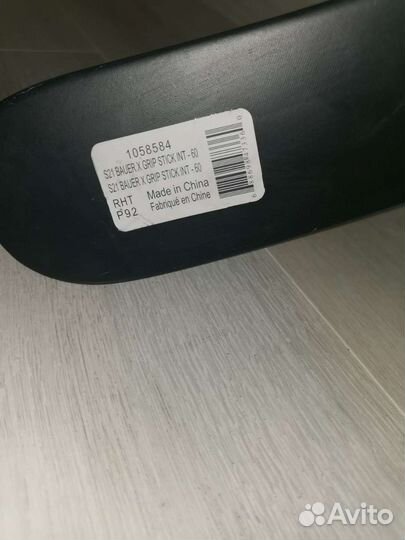 1058584
S21 BAUER X GRIP STICK INT - 60
S21 BAUER X GRIP STICK INT - 60
RHT Made in China
P92 Fabriqué en Chine
Avito